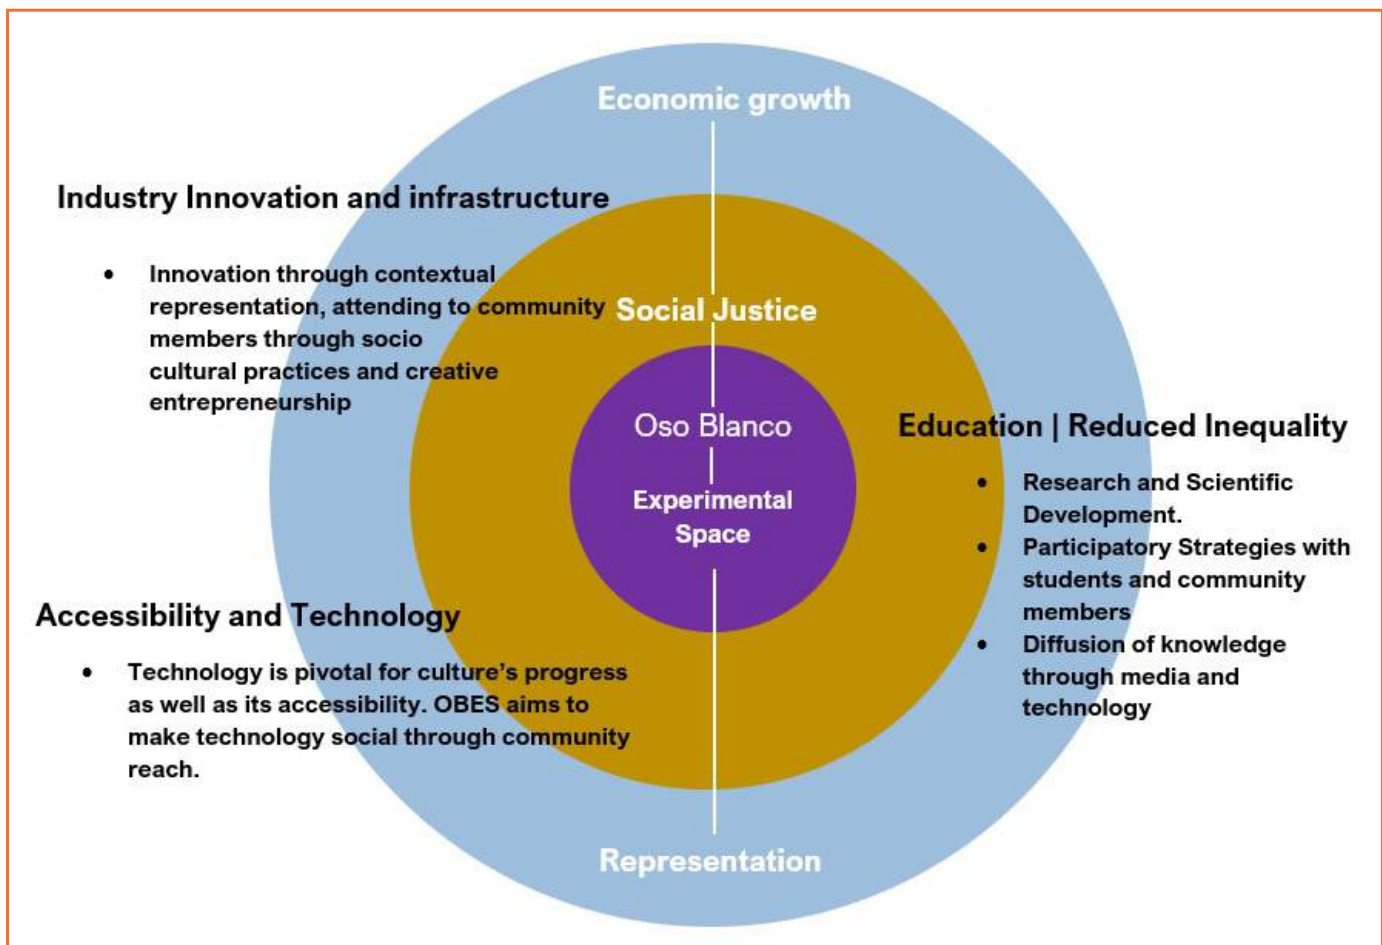 Economic growth
Industry Innovation and infrastructure
• Innovation through contextual
representation, attending to community
members through socio
cultural practices and creative
entrepreneurship
Social Justice
Oso Blanco
Experimental
Space
Education | Reduced Inequality
• Research and Scientific
Development.
• Participatory Strategies with
students and community
members
• Diffusion of knowledge
through media and
technology
Accessibility and Technology
• Technology is pivotal for culture’s progress
as well as its accessibility. OBES aims to
make technology social through community
reach.
Representation